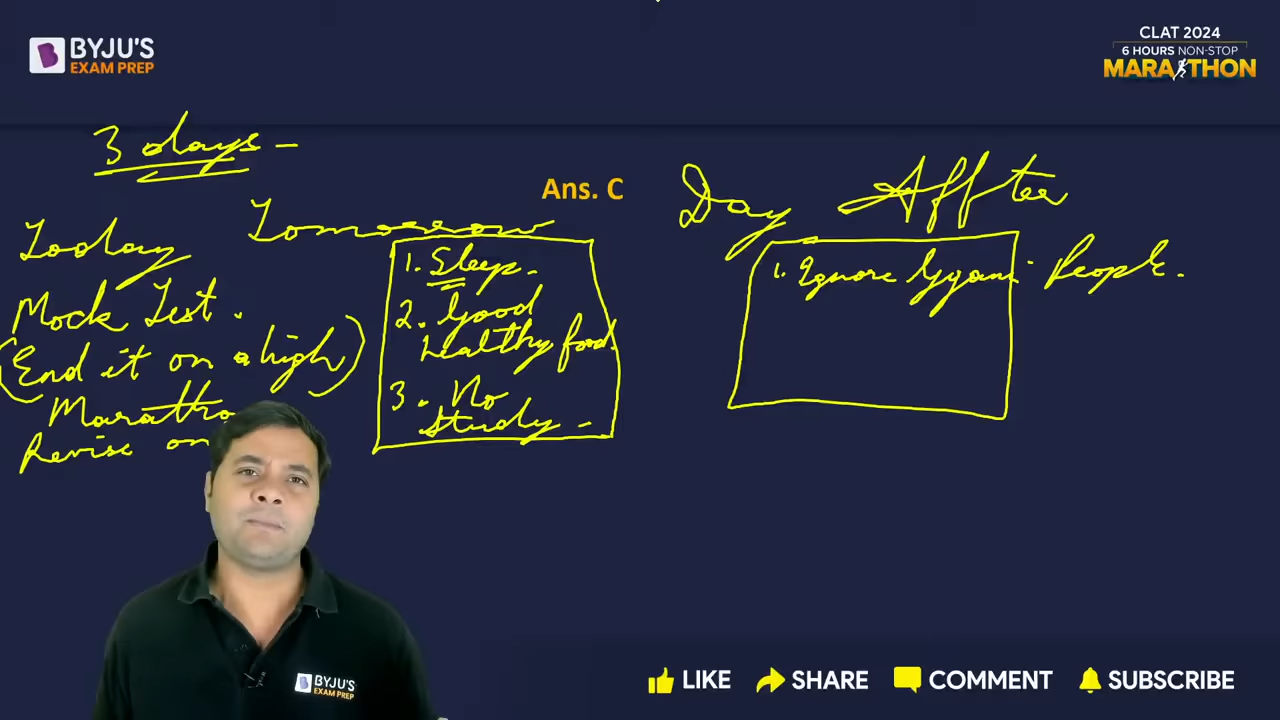 BYJU'S
EXAM PREP
CLAT 2024
6 HOURS NON-STOP
MARATHON
3 days -
Ans. C
Day Affter
Today
Tomorrow
Mock Test.
(End it on a high)
Maratho
Revise on
1. Sleep.
2. Good
healthy food.
3. No
study -
1. Ignore Gyani People.
BYJU'S
EXAM PREP
LIKE
SHARE
COMMENT
SUBSCRIBE